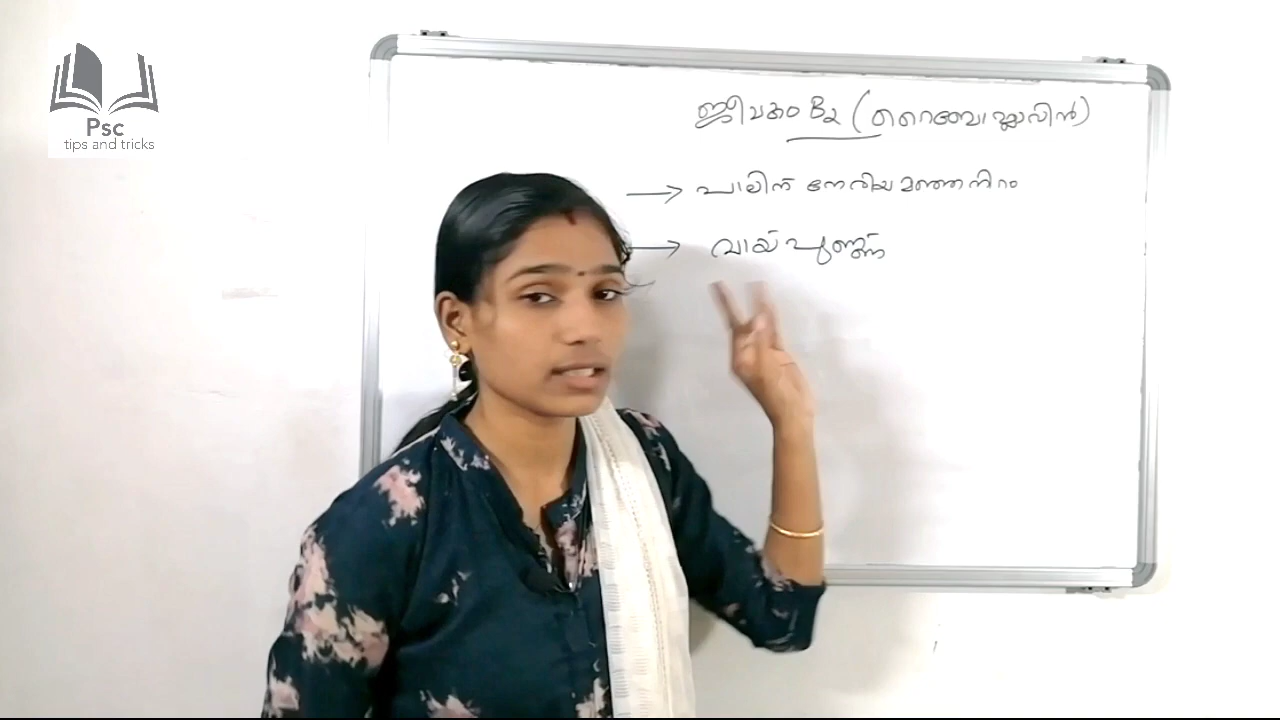 Psc
tips and tricks
ജീവകം B2 (റൈബോഫ്ലാവിൻ)
→ പാലിന് നേരിയ മഞ്ഞനിറം
→ വായ് പുണ്ണ്